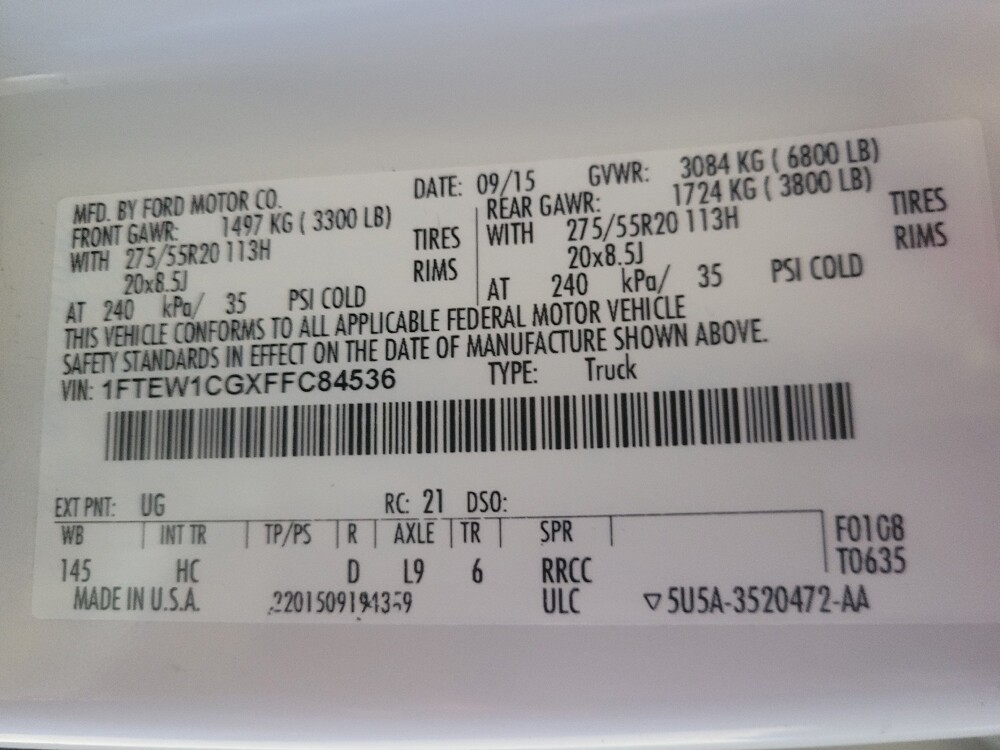 MFD. BY FORD MOTOR CO. DATE: 09/15 GVWR: 3084 KG ( 6800 LB)
FRONT GAWR: 1497 KG ( 3300 LB) REAR GAWR: 1724 KG ( 3800 LB)
WITH 275/55R20 113H TIRES WITH 275/55R20 113H TIRES
20x8.5J RIMS 20x8.5J RIMS
AT 240 kPa/ 35 PSI COLD AT 240 kPa/ 35 PSI COLD
THIS VEHICLE CONFORMS TO ALL APPLICABLE FEDERAL MOTOR VEHICLE
SAFETY STANDARDS IN EFFECT ON THE DATE OF MANUFACTURE SHOWN ABOVE.
VIN: 1FTEW1CGXFFC84536 TYPE: Truck
EXT PNT: UG RC: 21 DSO:
WB INT TR TP/PS R AXLE TR SPR F01G8
145 HC D L9 6 RRCC T0635
MADE IN U.S.A. ULC 5U5A-3520472-AA